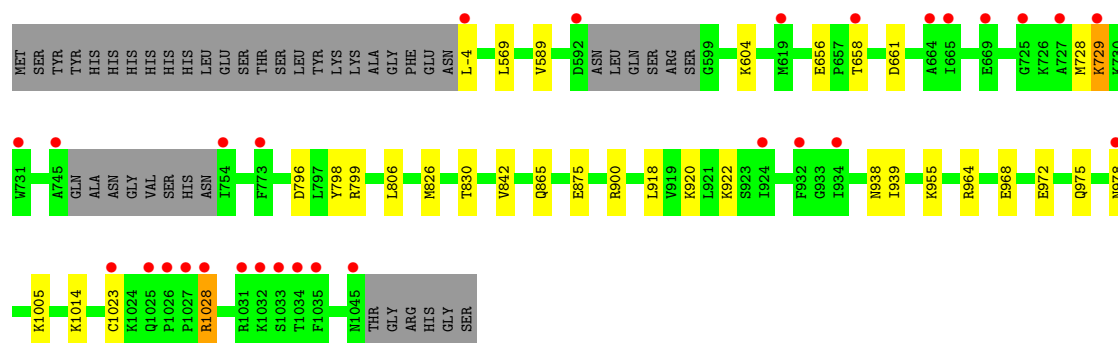 MET SER TYR TYR HIS HIS HIS HIS HIS HIS LEU GLU SER THR SER LEU TYR LYS LYS ALA GLY PHE GLU ASN L-4 L569 V589 D592 ASN LEU GLN SER ARG SER G599 K604 M619 E656 P657 T658 D661 A664 I665 E669 G725 K726 A727 M728 K729 K730
W731 A745 GLN ALA ASN GLY VAL SER HIS ASN I754 F773 D796 L797 Y798 R799 L806 M826 T830 V842 Q865 E875 R900 L918 V919 K920 L921 K922 S923 I924 F932 G933 I934 N938 I939 K955 R964 E968 E972 Q975 N978
K1005 K1014 C1023 K1024 Q1025 P1026 P1027 R1028 R1031 K1032 S1033 T1034 F1035 N1045 THR GLY ARG HIS GLY SER